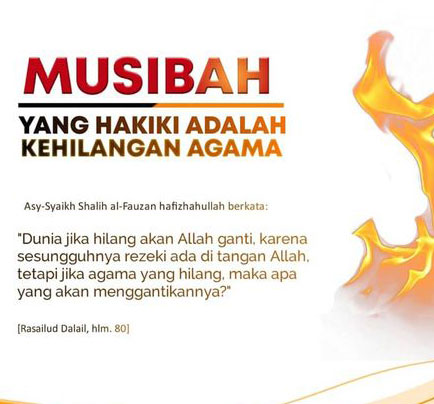 MUSIBAH
YANG HAKIKI ADALAH
KEHILANGAN AGAMA
Asy-Syaikh Shalih al-Fauzan hafizhahullah berkata:
"Dunia jika hilang akan Allah ganti, karena
sesungguhnya rezeki ada di tangan Allah,
tetapi jika agama yang hilang, maka apa
yang akan menggantikannya?"
[Rasailud Dalail, hlm. 80]